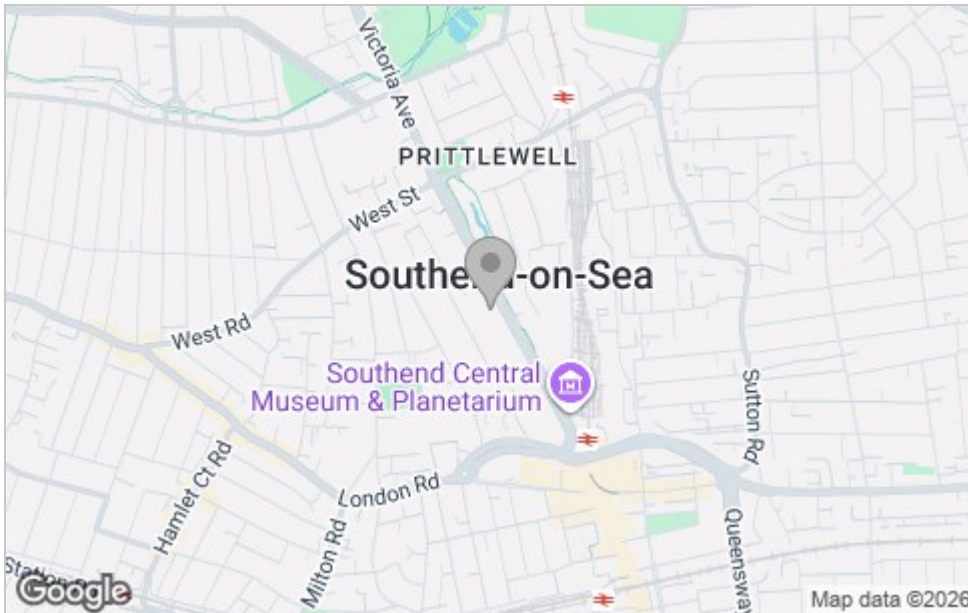 Victoria Ave
PRITTLEWELL
West St
Southend-on-Sea
West Rd
Southend Central
Museum & Planetarium
Sutton Rd
Hamlet Ct Rd
London Rd
Milton Rd
Queensway
Google
Map data ©2026